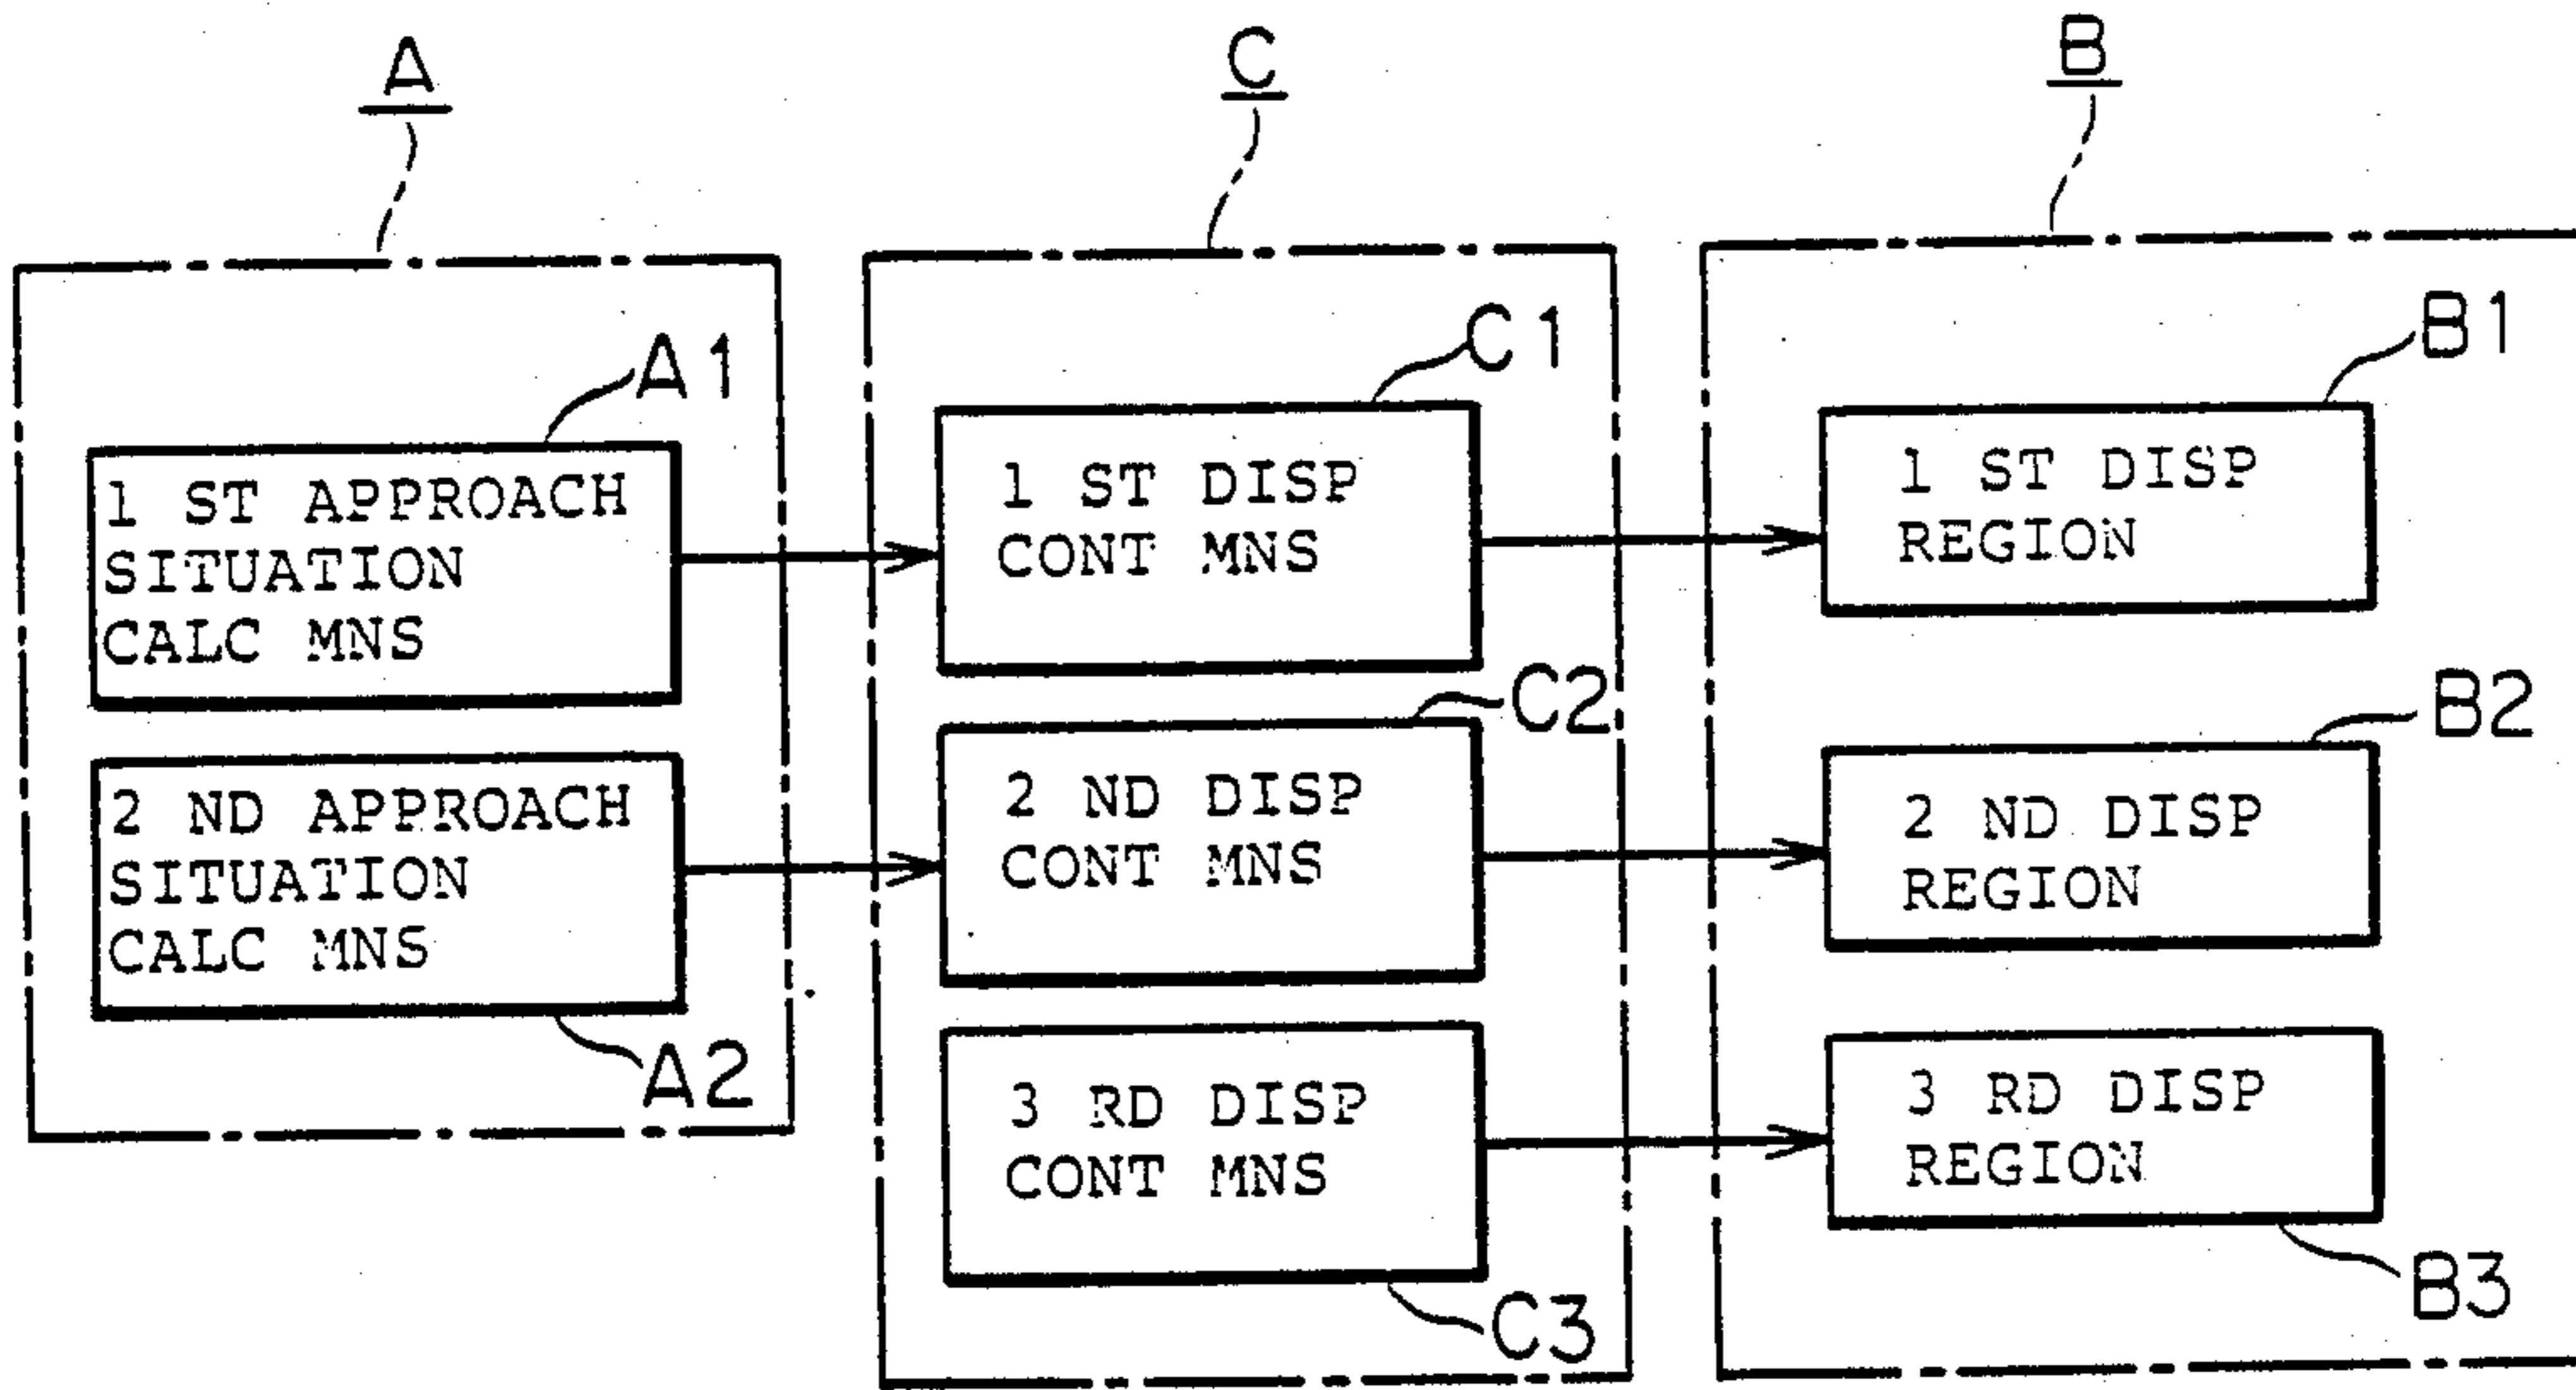 A
C
B
A1
1 ST APPROACH
SITUATION
CALC MNS
2 ND APPROACH
SITUATION
CALC MNS
A2
C1
1 ST DISP
CONT MNS
C2
2 ND DISP
CONT MNS
3 RD DISP
CONT MNS
C3
B1
1 ST DISP
REGION
B2
2 ND DISP
REGION
3 RD DISP
REGION
B3